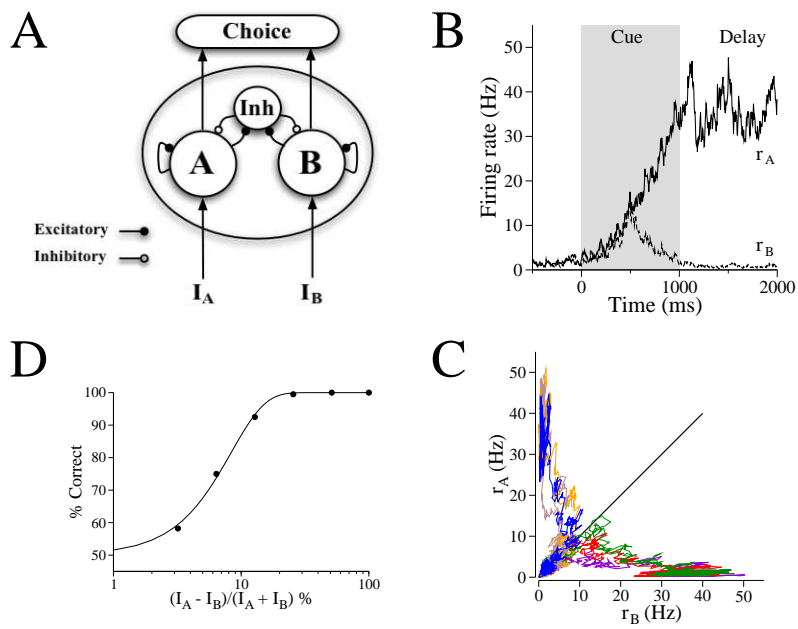 A
Choice
Inh
A
B
Excitatory
Inhibitory
I_A
I_B
B
Cue
Delay
Firing rate (Hz)
50
40
30
20
10
0
r_A
r_B
0
1000
2000
Time (ms)
D
% Correct
100
90
80
70
60
50
1
10
100
(I_A - I_B)/(I_A + I_B) %
C
r_A (Hz)
50
40
30
20
10
0
0
10
20
30
40
50
r_B (Hz)